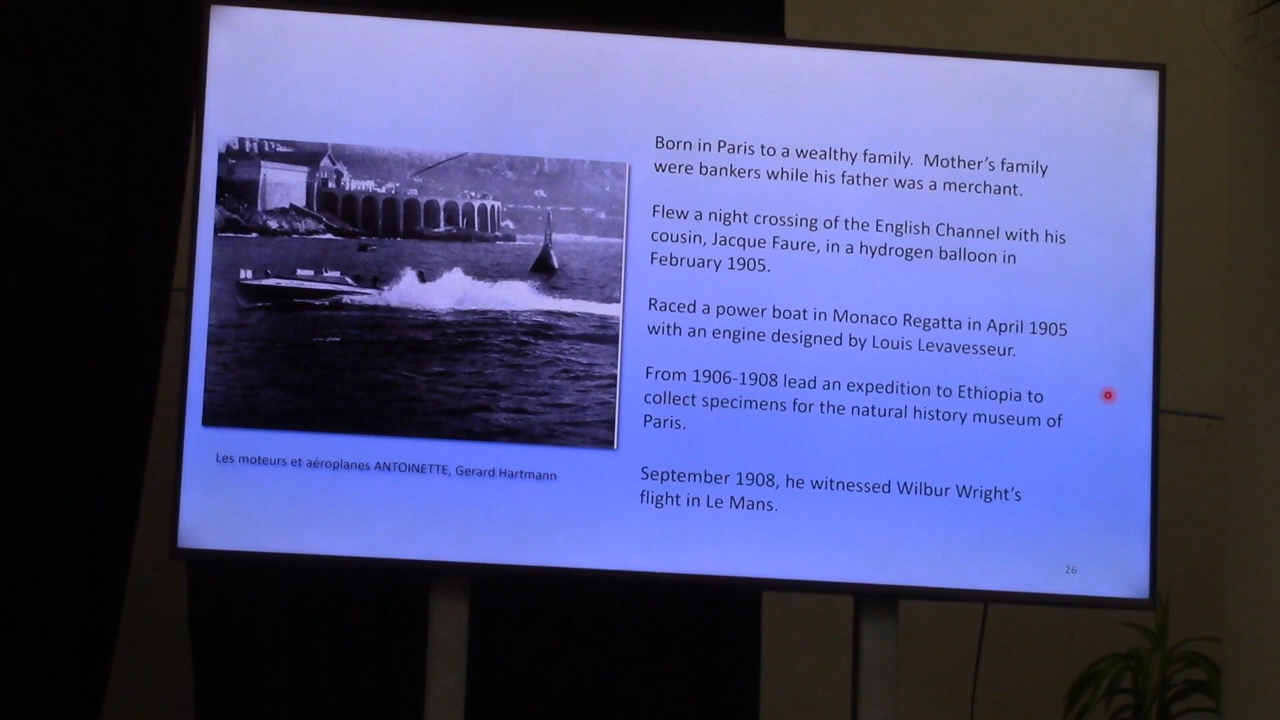 Born in Paris to a wealthy family. Mother's family
were bankers while his father was a merchant.
Flew a night crossing of the English Channel with his
cousin, Jacque Faure, in a hydrogen balloon in
February 1905.
Raced a power boat in Monaco Regatta in April 1905
with an engine designed by Louis Levavesseur.
From 1906-1908 lead an expedition to Ethiopia to
collect specimens for the natural history museum of
Paris.
September 1908, he witnessed Wilbur Wright's
flight in Le Mans.
Les moteurs et aéroplanes ANTOINETTE, Gerard Hartmann
26